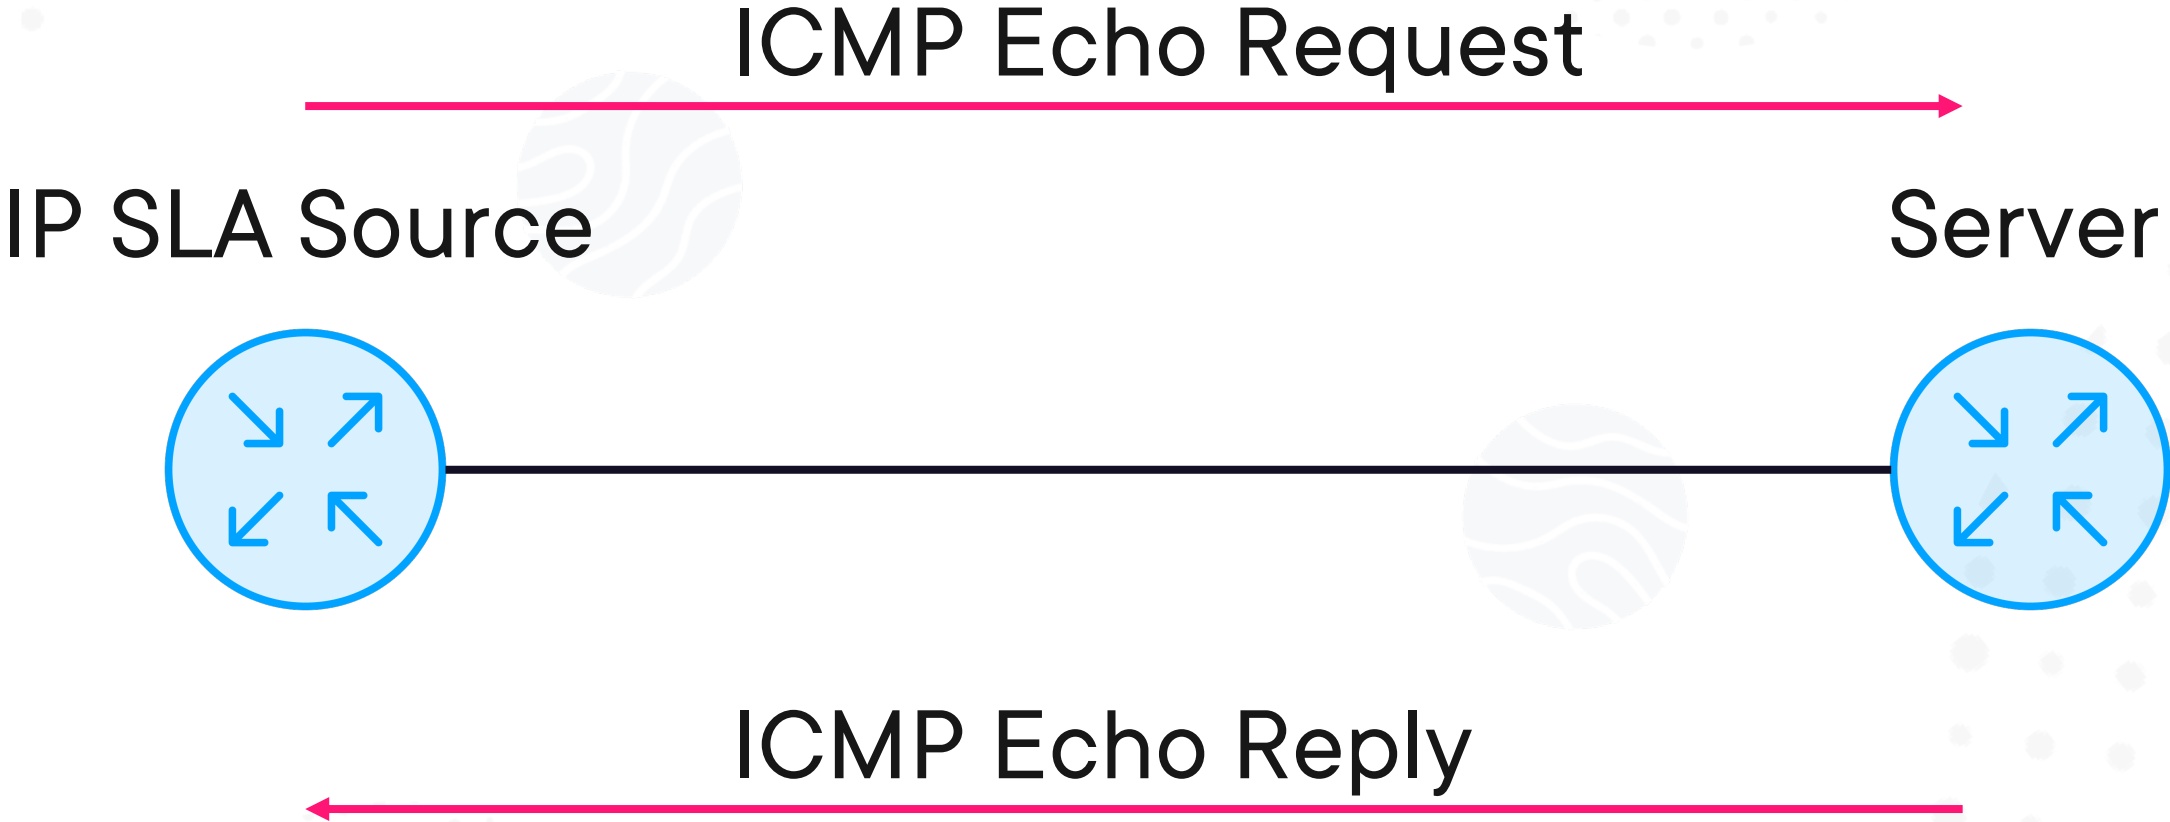 ICMP Echo Request
IP SLA Source
Server
ICMP Echo Reply